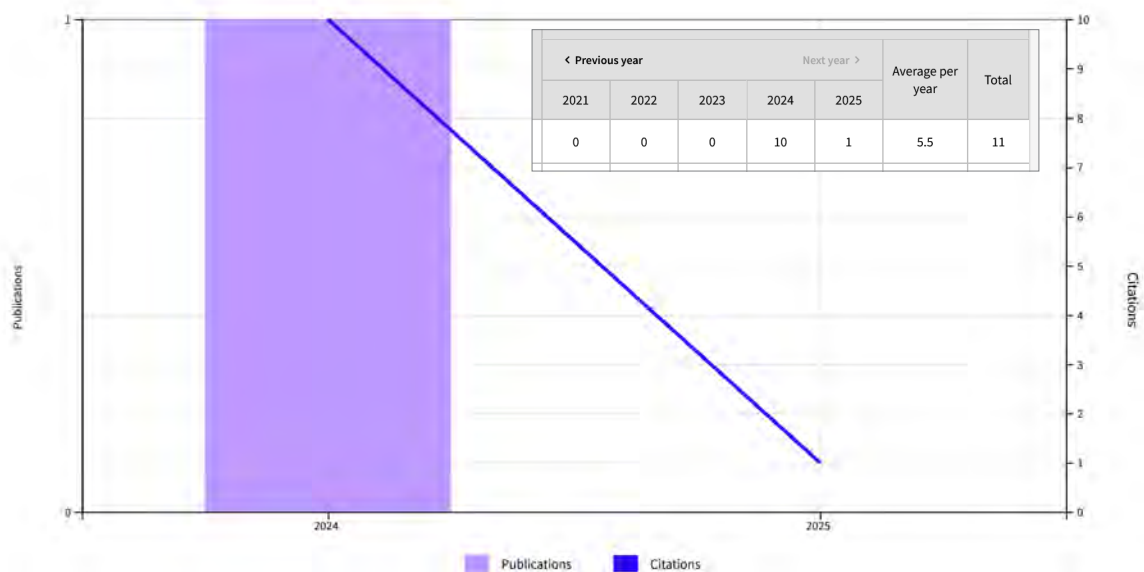 1
10
9
8
7
6
5
4
3
2
1
0
0
Publications
Citations
< Previous year
Next year >
Average per year
Total
2021 2022 2023 2024 2025
0 0 0 10 1 5.5 11
2024 2025
Publications Citations